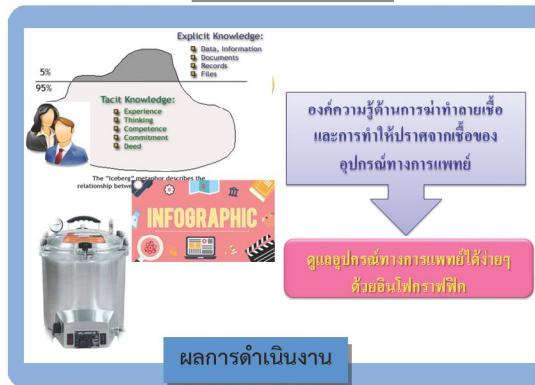 Explicit Knowledge:
Data, Information
Documents
Records
Files
5%
95%
Tacit Knowledge:
Experience
Thinking
Competence
Commitment
Deed
The "Iceberg" metaphor describes the
relationship betwe
INFOGRAPHIC
องค์ความรู้ด้านการฆ่าทำลายเชื้อ
และการทำให้ปราศจากเชื้อของ
อุปกรณ์ทางการแพทย์
ดูแลอุปกรณ์ทางการแพทย์ได้ง่ายๆ
ด้วยอินโฟกราฟฟิก
ผลการดำเนินงาน